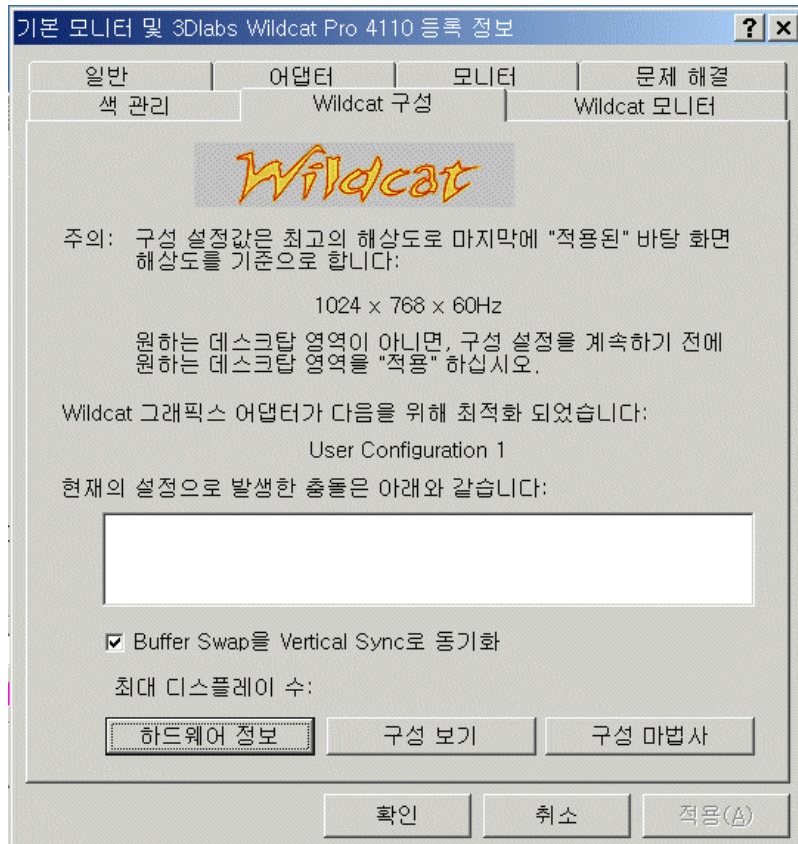 기본 모니터 및 3Dlabs Wildcat Pro 4110 등록 정보
일반 어댑터 모니터 문제 해결
색 관리 Wildcat 구성 Wildcat 모니터
Wildcat
주의: 구성 설정값은 최고의 해상도로 마지막에 "적용된" 바탕 화면
해상도를 기준으로 합니다:
1024 x 768 x 60Hz
원하는 데스크탑 영역이 아니면, 구성 설정을 계속하기 전에
원하는 데스크탑 영역을 "적용" 하십시오.
Wildcat 그래픽스 어댑터가 다음을 위해 최적화 되었습니다:
User Configuration 1
현재의 설정으로 발생한 충돌은 아래와 같습니다:
Buffer Swap을 Vertical Sync로 동기화
최대 디스플레이 수:
하드웨어 정보 구성 보기 구성 마법사
확인 취소 적용(A)